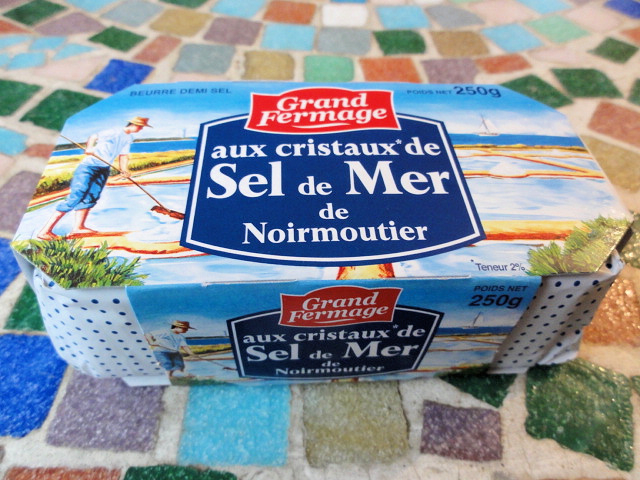 BEURRE DEMI SEL
POIDS NET 250g
Grand
Fermage
aux cristaux* de
Sel de Mer
de
Noirmoutier
*Teneur 2%
POIDS NET
250g
Grand
Fermage
aux cristaux* de
Sel de Mer
de
Noirmoutier